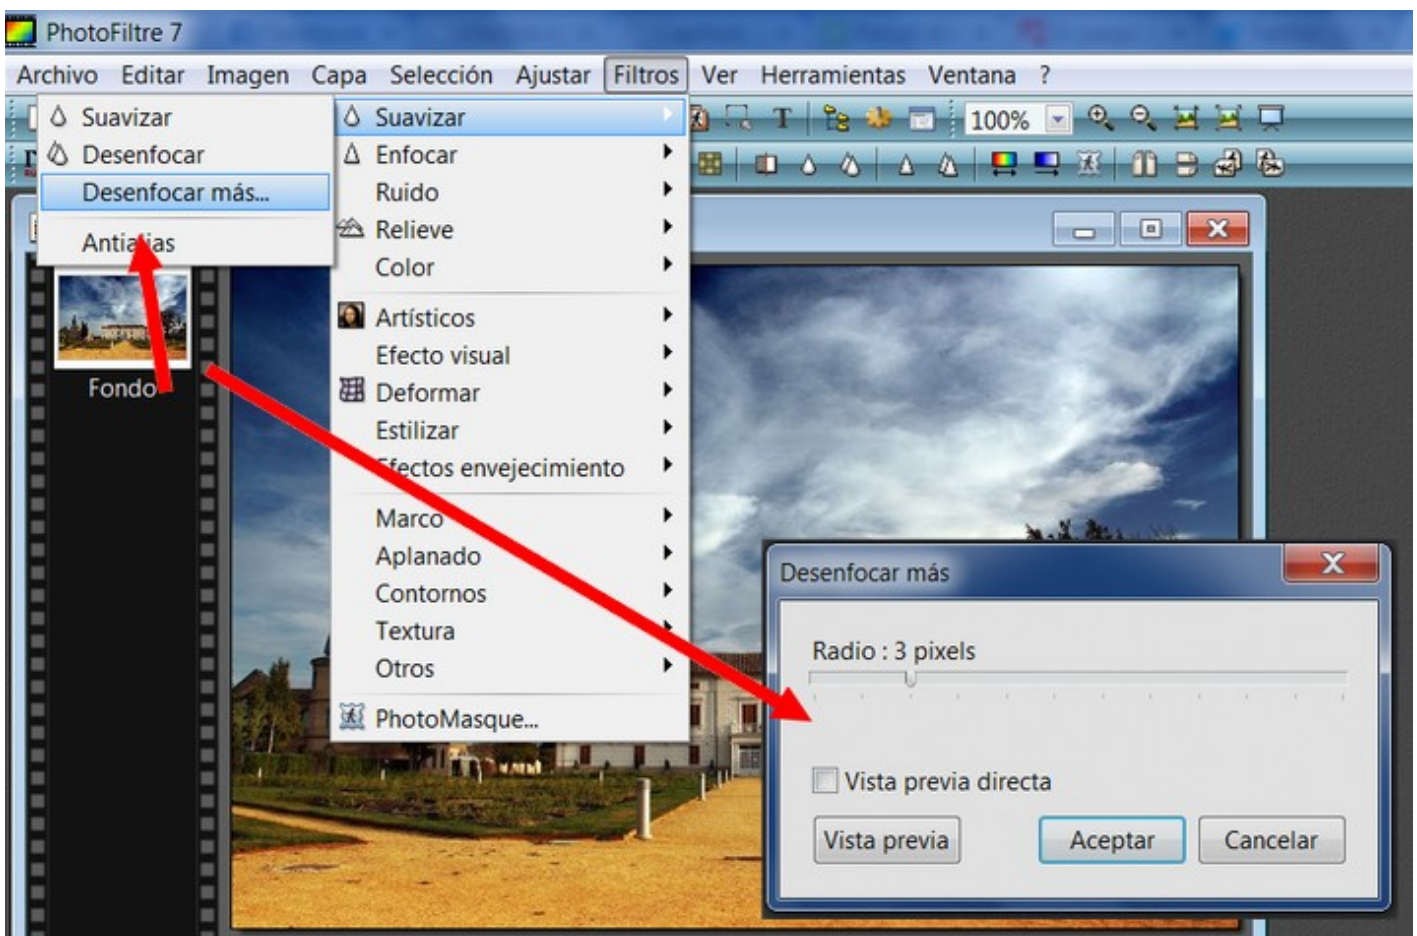 PhotoFiltre 7
Archivo Editar Imagen Capa Selección Ajustar Filtros Ver Herramientas Ventana ?
Suavizar
Desenfocar
Desenfocar más...
Antialias
Suavizar
Enfocar
Ruido
Relieve
Color
Artísticos
Efecto visual
Deformar
Estilizar
Efectos envejecimiento
Marco
Aplanado
Contornos
Textura
Otros
PhotoMasque...
T
100%
Fondo
Desenfocar más
Radio : 3 pixels
Vista previa directa
Vista previa Aceptar Cancelar